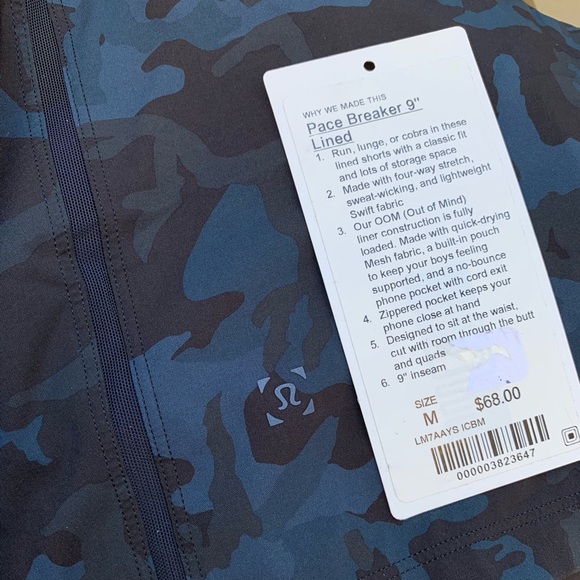 WHY WE MADE THIS
Pace Breaker 9"
Lined
1. Run, lunge, or cobra in these
lined shorts with a classic fit
and lots of storage space
2. Made with four-way stretch,
sweat-wicking, and lightweight
Swift fabric
3. Our OOM (Out of Mind)
liner construction is fully
loaded. Made with quick-drying
Mesh fabric, a built-in pouch
to keep your boys feeling
supported, and a no-bounce
phone pocket with cord exit
4. Zippered pocket keeps your
phone close at hand
5. Designed to sit at the waist,
cut with room through the butt
and quads
6. 9" inseam
SIZE
M $68.00
LM7AAYS ICBM
000003823647